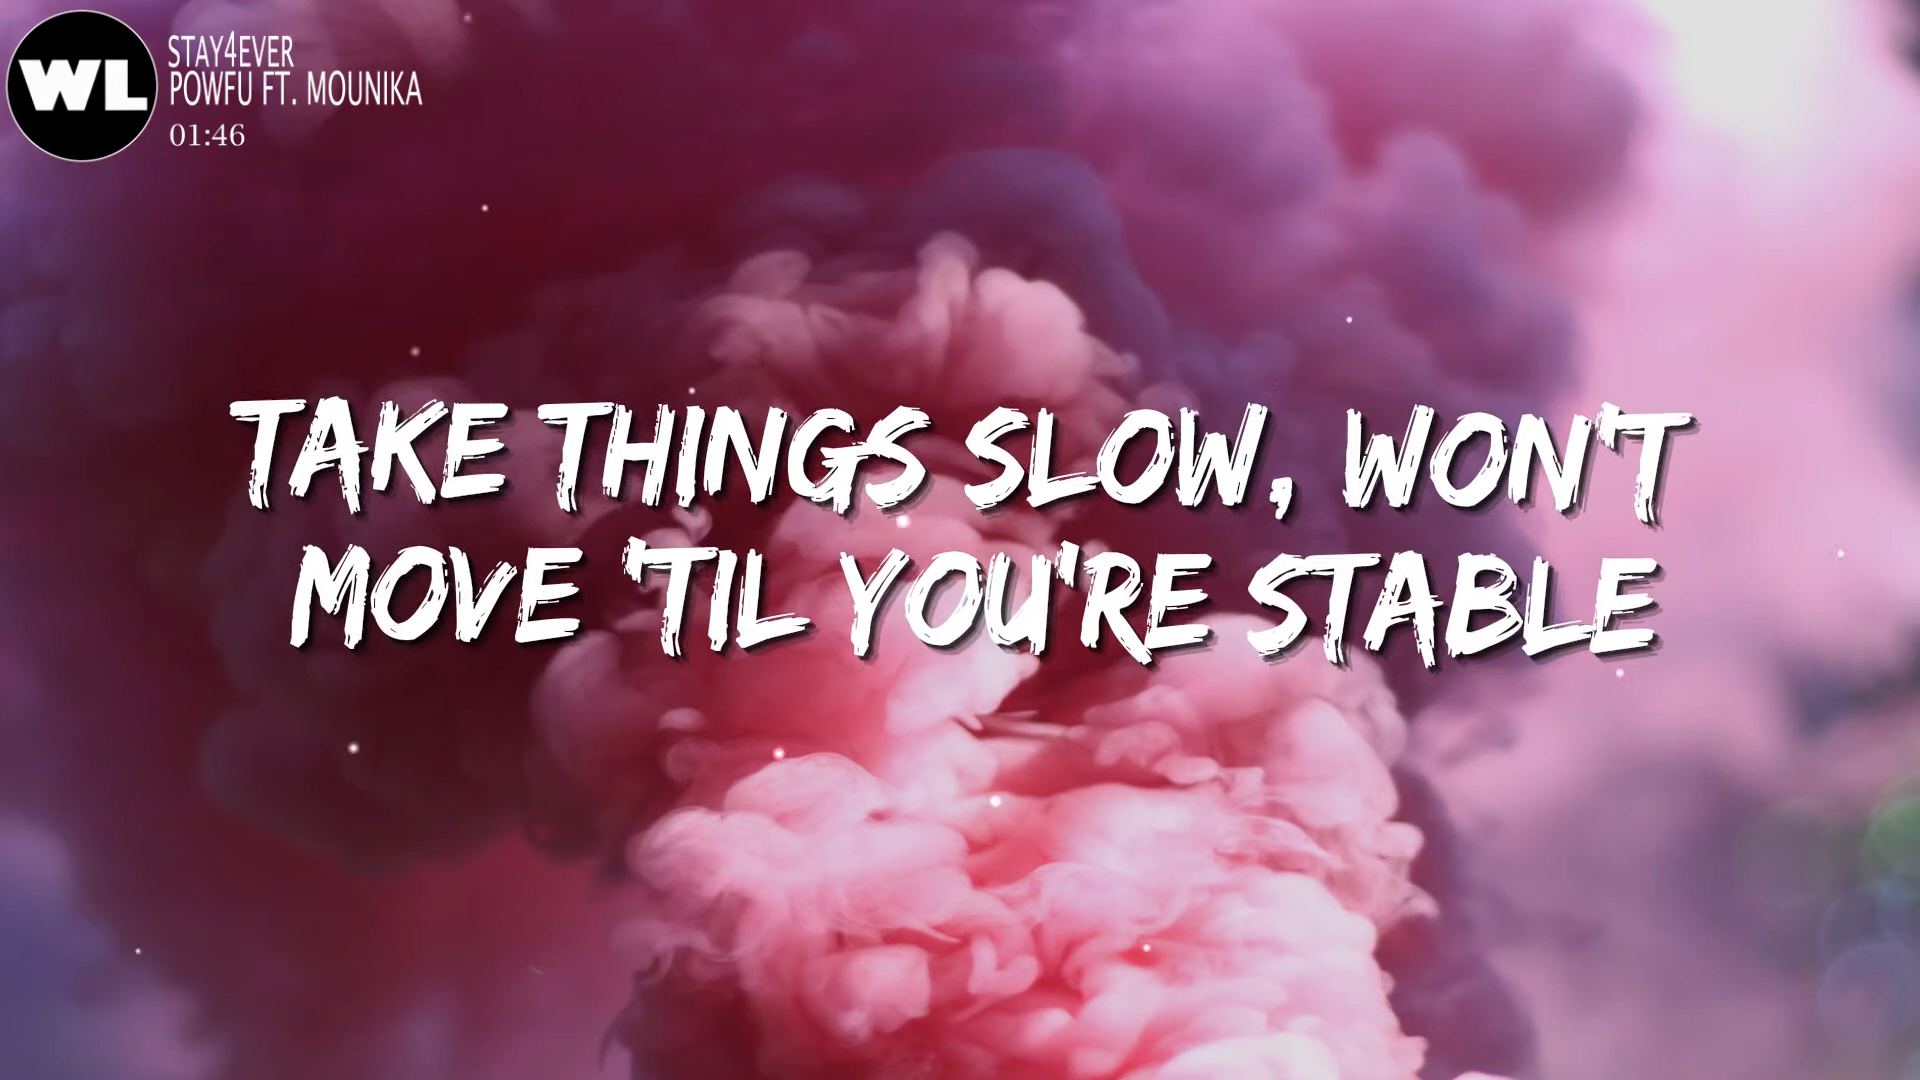 WL
STAY4EVER
POWFU FT. MOUNIKA
01:46
TAKE THINGS SLOW, WON'T
MOVE 'TIL YOU'RE STABLE